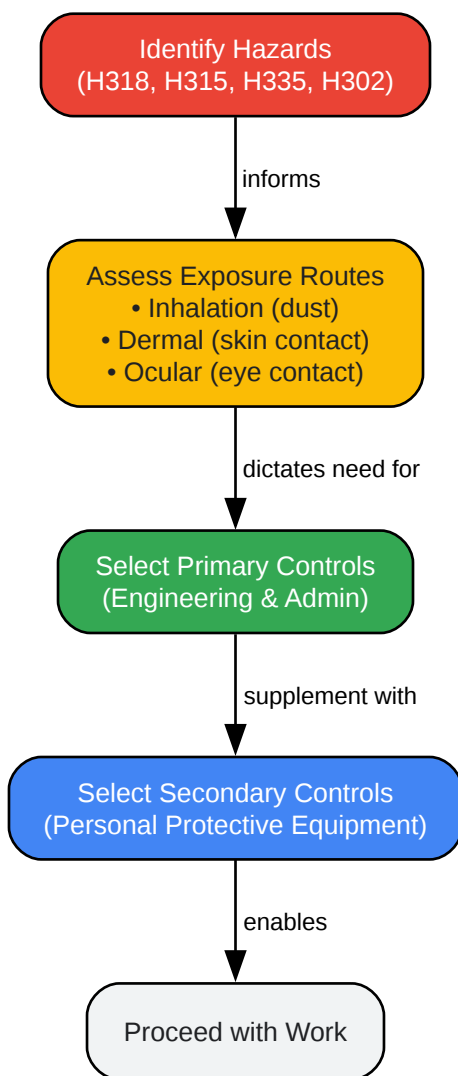 Identify Hazards
(H318, H315, H335, H302)
informs
Assess Exposure Routes
• Inhalation (dust)
• Dermal (skin contact)
• Ocular (eye contact)
dictates need for
Select Primary Controls
(Engineering & Admin)
supplement with
Select Secondary Controls
(Personal Protective Equipment)
enables
Proceed with Work